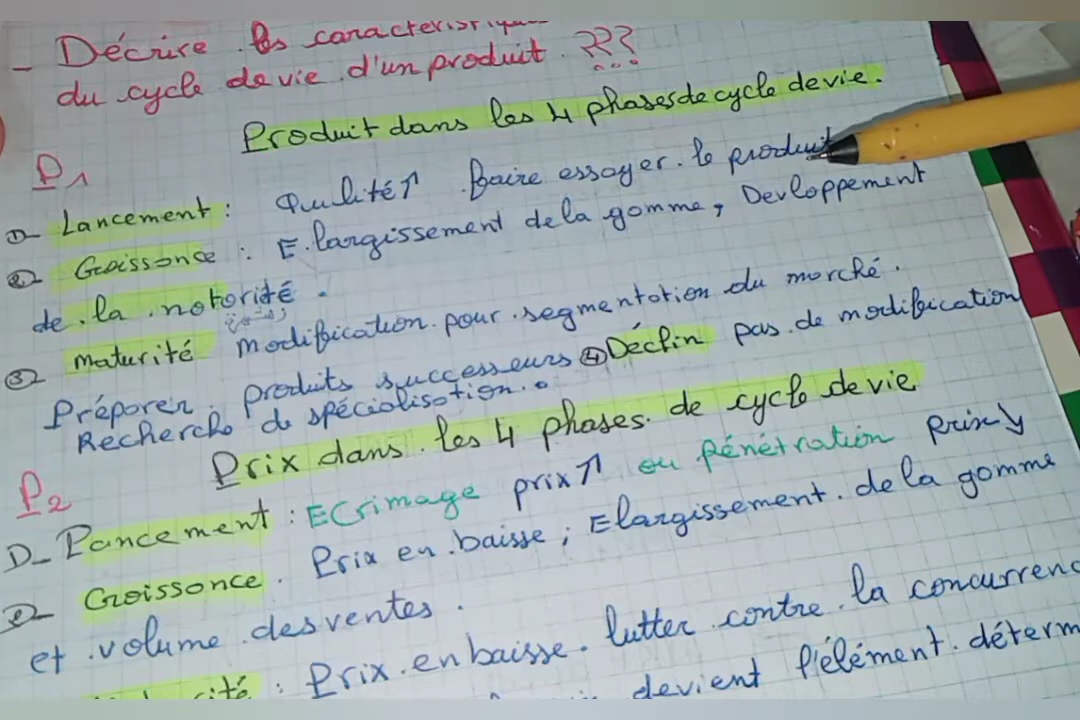 - Décrire les caractéristiques
du cycle de vie d'un produit ???
Produit dans les 4 phases de cycle de vie.
P1
① Lancement : Qualité↑ Faire essayer le produit
② Croissance : Elargissement de la gamme, Devloppement
de la notoriété.
③ maturité modification pour segmentation du marché.
Préparer produits successeurs ④ Déclin pas de modification
Recherche de spécialisation.
Prix dans les 4 phases de cycle de vie
P2
①- Lancement : Ecrimage prix↑ ou pénétration prix↘
②- Croissance. Prix en baisse ; Elargissement de la gamme
et volume des ventes.
: Prix en baisse. lutter contre la
devient l'élément